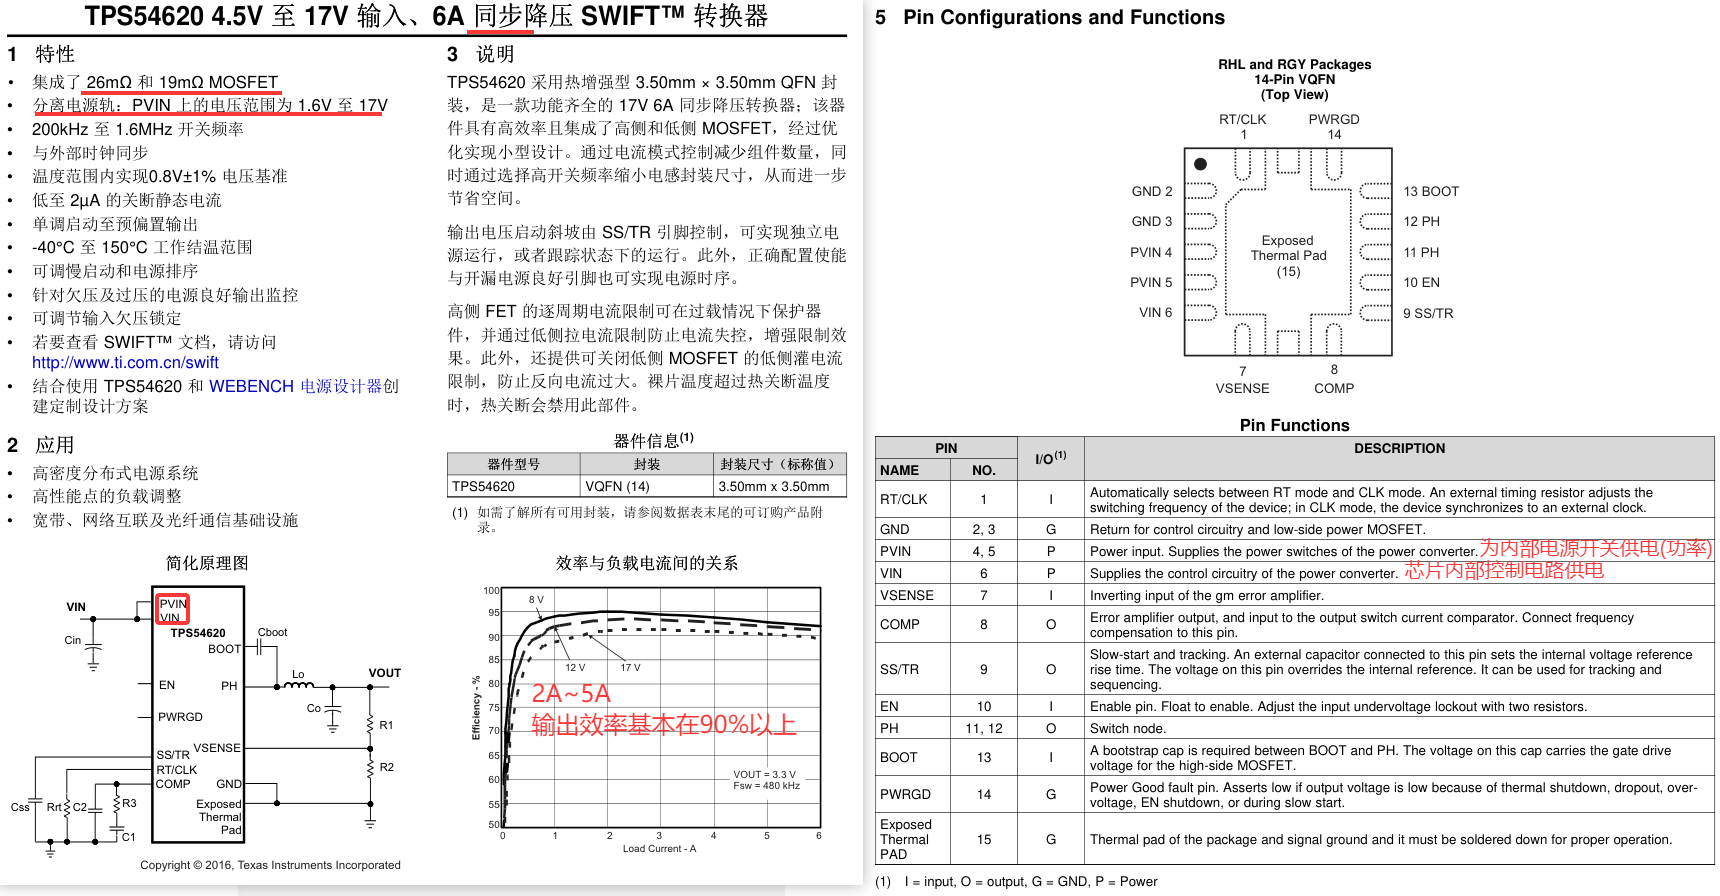 TPS54620 4.5V 至 17V 输入、6A 同步降压 SWIFT™ 转换器
1 特性
• 集成了 26mΩ 和 19mΩ MOSFET
• 分离电源轨：PVIN 上的电压范围为 1.6V 至 17V
• 200kHz 至 1.6MHz 开关频率
• 与外部时钟同步
• 温度范围内实现0.8V±1% 电压基准
• 低至 2µA 的关断静态电流
• 单调启动至预偏置输出
• -40°C 至 150°C 工作结温范围
• 可调慢启动和电源排序
• 针对欠压及过压的电源良好输出监控
• 可调节输入欠压锁定
• 若要查看 SWIFT™ 文档，请访问
http://www.ti.com.cn/swift
• 结合使用 TPS54620 和 WEBENCH 电源设计器创
建定制设计方案
2 应用
• 高密度分布式电源系统
• 高性能点的负载调整
• 宽带、网络互联及光纤通信基础设施
简化原理图
VIN
PVIN
VIN
TPS54620
Cin
Cboot
BOOT
VOUT
Lo
EN
PH
Co
PWRGD
R1
VSENSE
SS/TR
RT/CLK
R2
COMP
GND
Css
Rrt
C2
R3
Exposed
Thermal
Pad
C1
Copyright © 2016, Texas Instruments Incorporated
3 说明
TPS54620 采用热增强型 3.50mm × 3.50mm QFN 封
装，是一款功能齐全的 17V 6A 同步降压转换器；该器
件具有高效率且集成了高侧和低侧 MOSFET，经过优
化实现小型设计。通过电流模式控制减少组件数量，同
时通过选择高开关频率缩小电感封装尺寸，从而进一步
节省空间。
输出电压启动斜坡由 SS/TR 引脚控制，可实现独立电
源运行，或者跟踪状态下的运行。此外，正确配置使能
与开漏电源良好引脚也可实现电源时序。
高侧 FET 的逐周期电流限制可在过载情况下保护器
件，并通过低侧拉电流限制防止电流失控，增强限制效
果。此外，还提供可关闭低侧 MOSFET 的低侧灌电流
限制，防止反向电流过大。裸片温度超过热关断温度
时，热关断会禁用此部件。
器件信息(1)
器件型号 封装 封装尺寸（标称值）
TPS54620 VQFN (14) 3.50mm x 3.50mm
(1) 如需了解所有可用封装，请参阅数据表末尾的可订购产品附
录。
效率与负载电流间的关系
100
95
90
85
80
75
70
65
60
55
50
Efficiency - %
8 V
12 V
17 V
2A~5A
输出效率基本在90%以上
VOUT = 3.3 V
Fsw = 480 kHz
0 1 2 3 4 5 6
Load Current - A
5 Pin Configurations and Functions
RHL and RGY Packages
14-Pin VQFN
(Top View)
RT/CLK PWRGD
1 14
GND 2
GND 3
PVIN 4
PVIN 5
VIN 6
Exposed
Thermal Pad
(15)
13 BOOT
12 PH
11 PH
10 EN
9 SS/TR
7 8
VSENSE COMP
Pin Functions
PIN I/O(1) DESCRIPTION
NAME NO.
RT/CLK 1 I Automatically selects between RT mode and CLK mode. An external timing resistor adjusts the
switching frequency of the device; in CLK mode, the device synchronizes to an external clock.
GND 2, 3 G Return for control circuitry and low-side power MOSFET.
PVIN 4, 5 P Power input. Supplies the power switches of the power converter. 为内部电源开关供电(功率)
VIN 6 P Supplies the control circuitry of the power converter. 芯片内部控制电路供电
VSENSE 7 I Inverting input of the gm error amplifier.
COMP 8 O Error amplifier output, and input to the output switch current comparator. Connect frequency
compensation to this pin.
SS/TR 9 O Slow-start and tracking. An external capacitor connected to this pin sets the internal voltage reference
rise time. The voltage on this pin overrides the internal reference. It can be used for tracking and
sequencing.
EN 10 I Enable pin. Float to enable. Adjust the input undervoltage lockout with two resistors.
PH 11, 12 O Switch node.
BOOT 13 I A bootstrap cap is required between BOOT and PH. The voltage on this cap carries the gate drive
voltage for the high-side MOSFET.
PWRGD 14 G Power Good fault pin. Asserts low if output voltage is low because of thermal shutdown, dropout, over-
voltage, EN shutdown, or during slow start.
Exposed
Thermal
PAD 15 G Thermal pad of the package and signal ground and it must be soldered down for proper operation.
(1) I = input, O = output, G = GND, P = Power